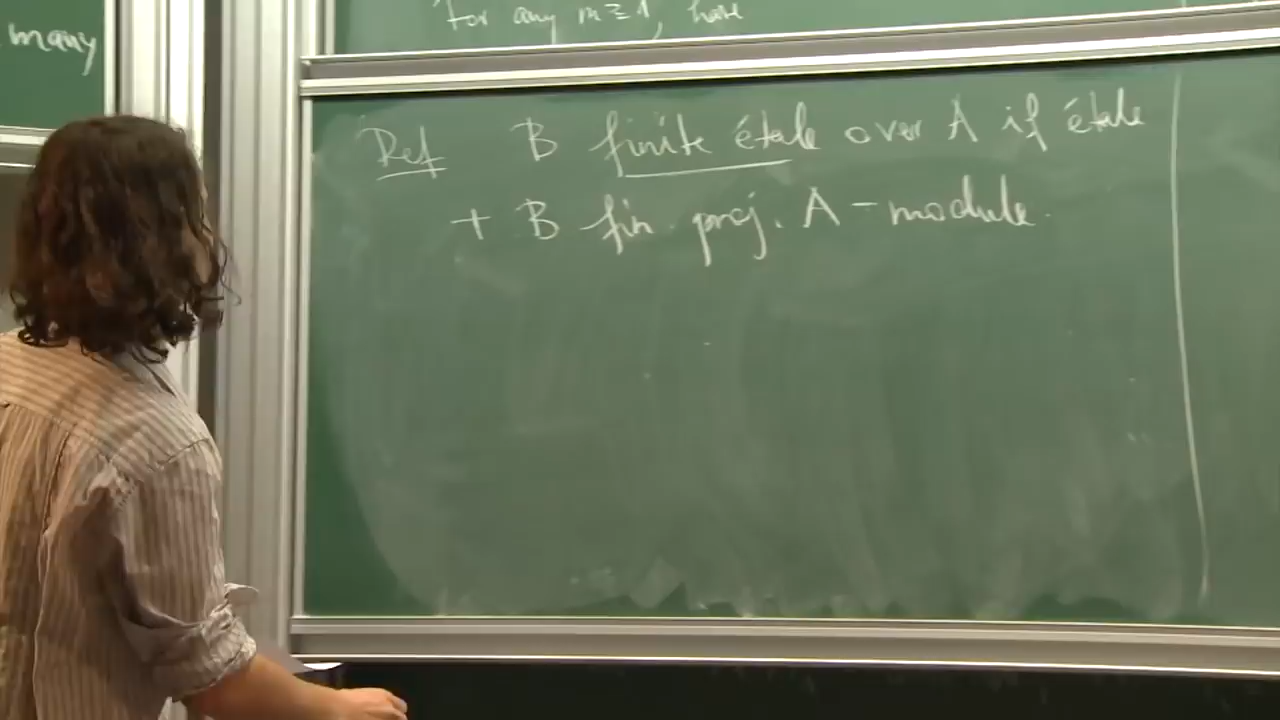 many
for any m ≥ 1, have
Def B finite étale over A if étale
+ B fin. proj. A-module.